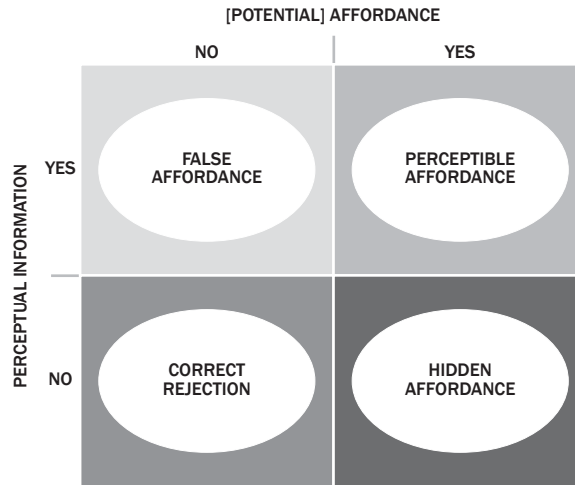 [POTENTIAL] AFFORDANCE
NO
YES
PERCEPTUAL INFORMATION
YES
FALSE
AFFORDANCE
PERCEPTIBLE
AFFORDANCE
NO
CORRECT
REJECTION
HIDDEN
AFFORDANCE